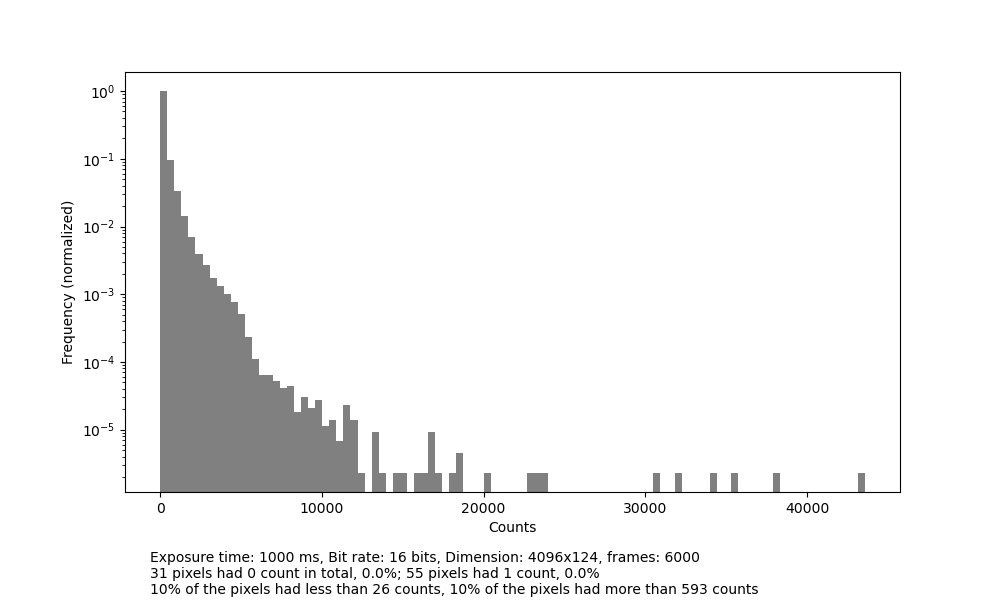 10⁰
10⁻¹
10⁻²
10⁻³
10⁻⁴
10⁻⁵
Frequency (normalized)
0 10000 20000 30000 40000
Counts
Exposure time: 1000 ms, Bit rate: 16 bits, Dimension: 4096x124, frames: 6000
31 pixels had 0 count in total, 0.0%; 55 pixels had 1 count, 0.0%
10% of the pixels had less than 26 counts, 10% of the pixels had more than 593 counts